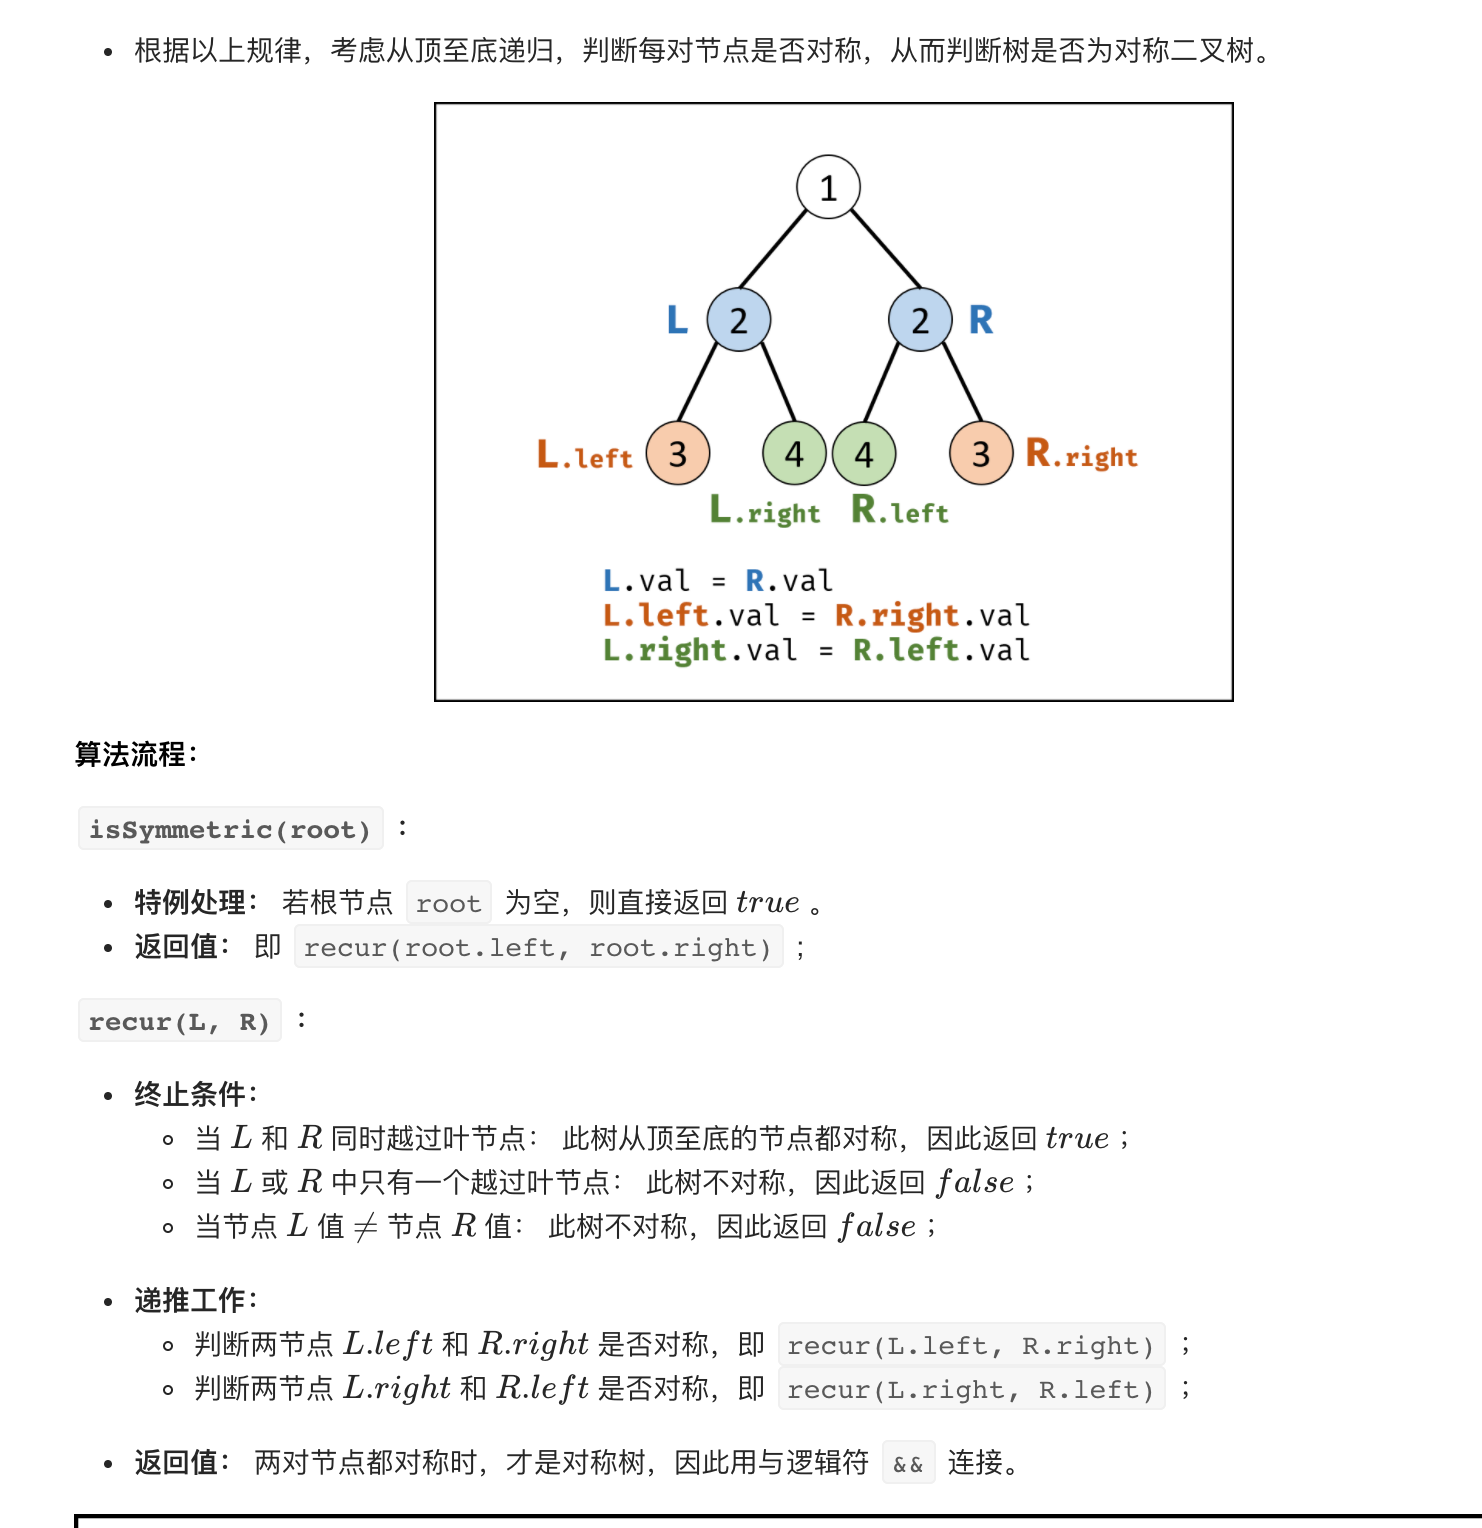 根据以上规律，考虑从顶至底递归，判断每对节点是否对称，从而判断树是否为对称二叉树。
1
L 2 2 R
L.left 3 4 4 3 R.right
L.right R.left
L.val = R.val
L.left.val = R.right.val
L.right.val = R.left.val
算法流程：
isSymmetric(root) ：
特例处理： 若根节点 root 为空，则直接返回 true 。
返回值： 即 recur(root.left, root.right) ；
recur(L, R) ：
终止条件：
当 L 和 R 同时越过叶节点： 此树从顶至底的节点都对称，因此返回 true ；
当 L 或 R 中只有一个越过叶节点： 此树不对称，因此返回 false ；
当节点 L 值 ≠ 节点 R 值： 此树不对称，因此返回 false ；
递推工作：
判断两节点 L.left 和 R.right 是否对称，即 recur(L.left, R.right) ；
判断两节点 L.right 和 R.left 是否对称，即 recur(L.right, R.left) ；
返回值： 两对节点都对称时，才是对称树，因此用与逻辑符 && 连接。